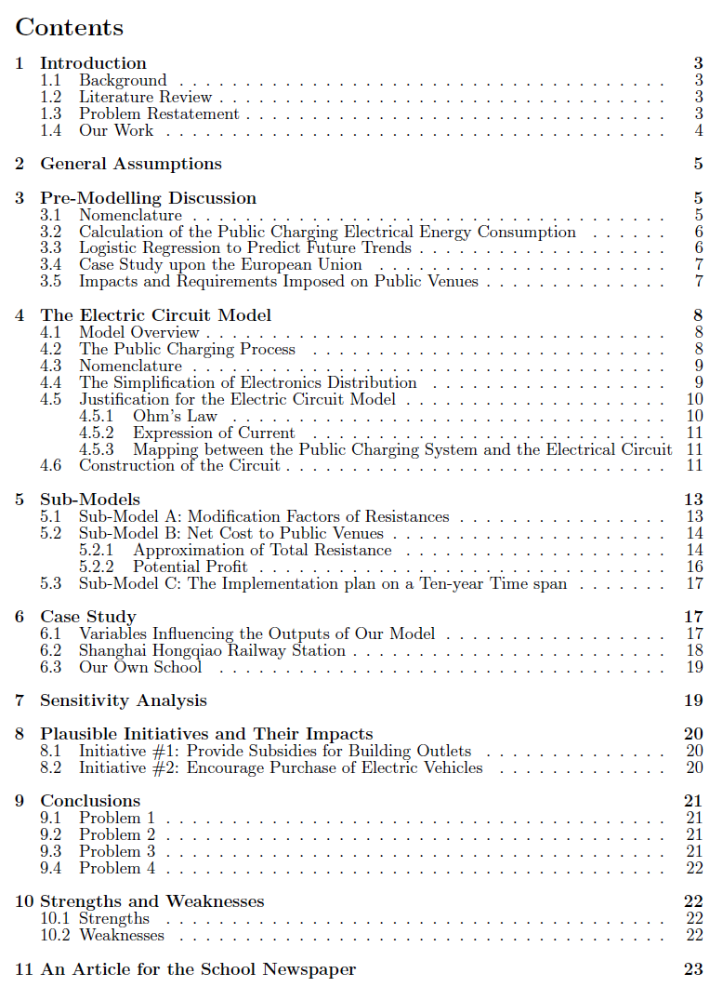 Contents
1 Introduction 3
1.1 Background . . . . . . . . . . . . . . . . . . . . . . . . . . . . . . . . . . . . . 3
1.2 Literature Review . . . . . . . . . . . . . . . . . . . . . . . . . . . . . . . . . . 3
1.3 Problem Restatement . . . . . . . . . . . . . . . . . . . . . . . . . . . . . . . . 3
1.4 Our Work . . . . . . . . . . . . . . . . . . . . . . . . . . . . . . . . . . . . . . 4
2 General Assumptions 5
3 Pre-Modelling Discussion 5
3.1 Nomenclature . . . . . . . . . . . . . . . . . . . . . . . . . . . . . . . . . . . . 5
3.2 Calculation of the Public Charging Electrical Energy Consumption . . . . . . 6
3.3 Logistic Regression to Predict Future Trends . . . . . . . . . . . . . . . . . . . 6
3.4 Case Study upon the European Union . . . . . . . . . . . . . . . . . . . . . . 7
3.5 Impacts and Requirements Imposed on Public Venues . . . . . . . . . . . . . . 7
4 The Electric Circuit Model 8
4.1 Model Overview . . . . . . . . . . . . . . . . . . . . . . . . . . . . . . . . . . . 8
4.2 The Public Charging Process . . . . . . . . . . . . . . . . . . . . . . . . . . . 8
4.3 Nomenclature . . . . . . . . . . . . . . . . . . . . . . . . . . . . . . . . . . . . 9
4.4 The Simplification of Electronics Distribution . . . . . . . . . . . . . . . . . . 9
4.5 Justification for the Electric Circuit Model . . . . . . . . . . . . . . . . . . . . 10
4.5.1 Ohm's Law . . . . . . . . . . . . . . . . . . . . . . . . . . . . . . . . . 10
4.5.2 Expression of Current . . . . . . . . . . . . . . . . . . . . . . . . . . . 11
4.5.3 Mapping between the Public Charging System and the Electrical Circuit 11
4.6 Construction of the Circuit . . . . . . . . . . . . . . . . . . . . . . . . . . . . . 11
5 Sub-Models 13
5.1 Sub-Model A: Modification Factors of Resistances . . . . . . . . . . . . . . . . 13
5.2 Sub-Model B: Net Cost to Public Venues . . . . . . . . . . . . . . . . . . . . . 14
5.2.1 Approximation of Total Resistance . . . . . . . . . . . . . . . . . . . . 14
5.2.2 Potential Profit . . . . . . . . . . . . . . . . . . . . . . . . . . . . . . . 16
5.3 Sub-Model C: The Implementation plan on a Ten-year Time span . . . . . . . 17
6 Case Study 17
6.1 Variables Influencing the Outputs of Our Model . . . . . . . . . . . . . . . . . 17
6.2 Shanghai Hongqiao Railway Station . . . . . . . . . . . . . . . . . . . . . . . . 18
6.3 Our Own School . . . . . . . . . . . . . . . . . . . . . . . . . . . . . . . . . . 19
7 Sensitivity Analysis 19
8 Plausible Initiatives and Their Impacts 20
8.1 Initiative #1: Provide Subsidies for Building Outlets . . . . . . . . . . . . . . 20
8.2 Initiative #2: Encourage Purchase of Electric Vehicles . . . . . . . . . . . . . 20
9 Conclusions 21
9.1 Problem 1 . . . . . . . . . . . . . . . . . . . . . . . . . . . . . . . . . . . . . . 21
9.2 Problem 2 . . . . . . . . . . . . . . . . . . . . . . . . . . . . . . . . . . . . . . 21
9.3 Problem 3 . . . . . . . . . . . . . . . . . . . . . . . . . . . . . . . . . . . . . . 21
9.4 Problem 4 . . . . . . . . . . . . . . . . . . . . . . . . . . . . . . . . . . . . . . 22
10 Strengths and Weaknesses 22
10.1 Strengths . . . . . . . . . . . . . . . . . . . . . . . . . . . . . . . . . . . . . . 22
10.2 Weaknesses . . . . . . . . . . . . . . . . . . . . . . . . . . . . . . . . . . . . . 22
11 An Article for the School Newspaper 23